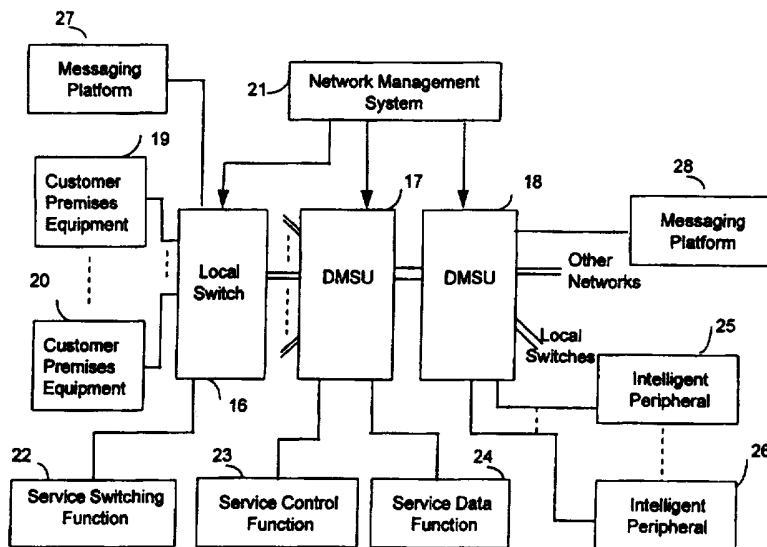 27
Messaging
Platform
21
Network Management
System
19
Customer
Premises
Equipment
17
18
28
Messaging
Platform
Local
Switch
DMSU
DMSU
Other
Networks
20
Customer
Premises
Equipment
Local
Switches
25
Intelligent
Peripheral
16
22
Service Switching
Function
23
Service Control
Function
24
Service Data
Function
26
Intelligent
Peripheral